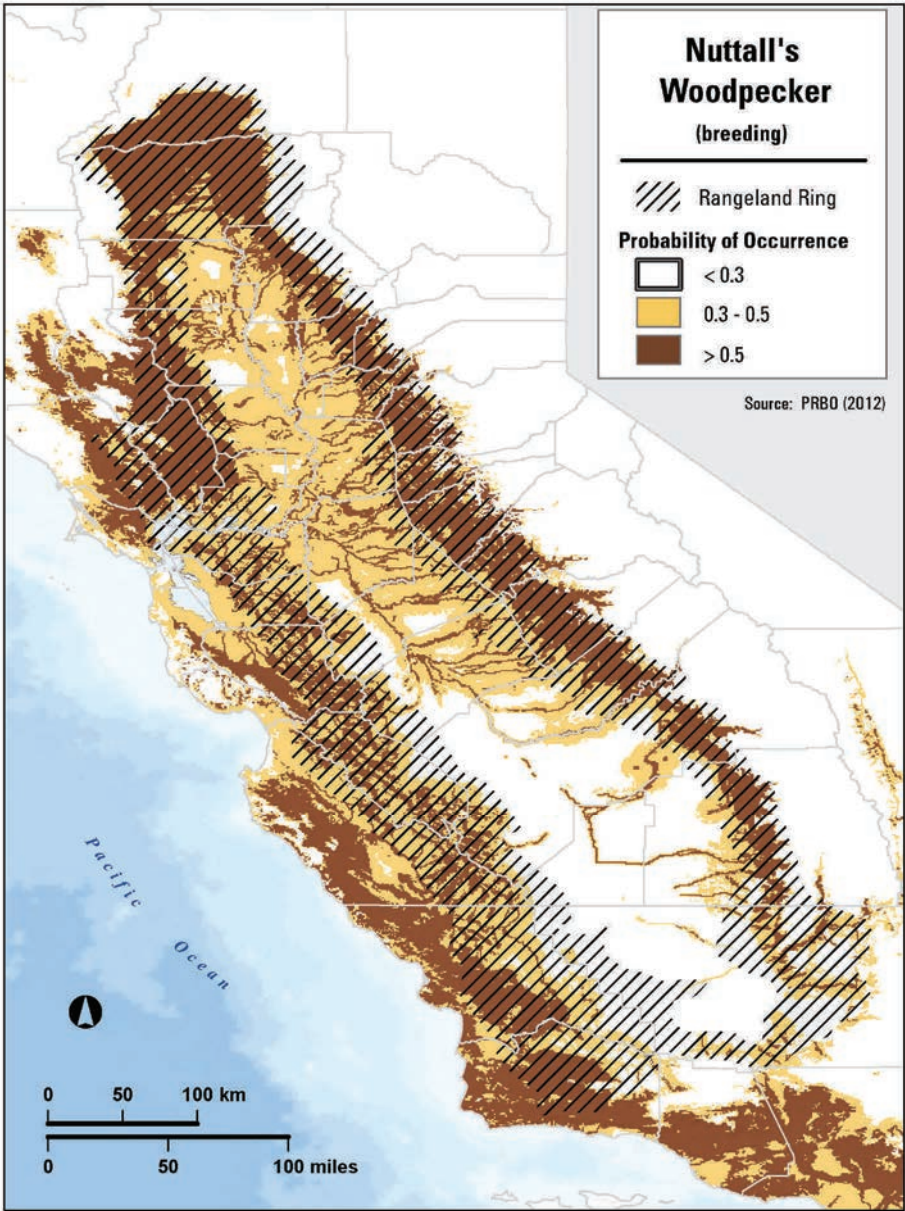 Nuttall's
Woodpecker
(breeding)
Rangeland Ring
Probability of Occurrence
< 0.3
0.3 - 0.5
> 0.5
Source: PRBO (2012)
Pacific
Ocean
0 50 100 km
0 50 100 miles